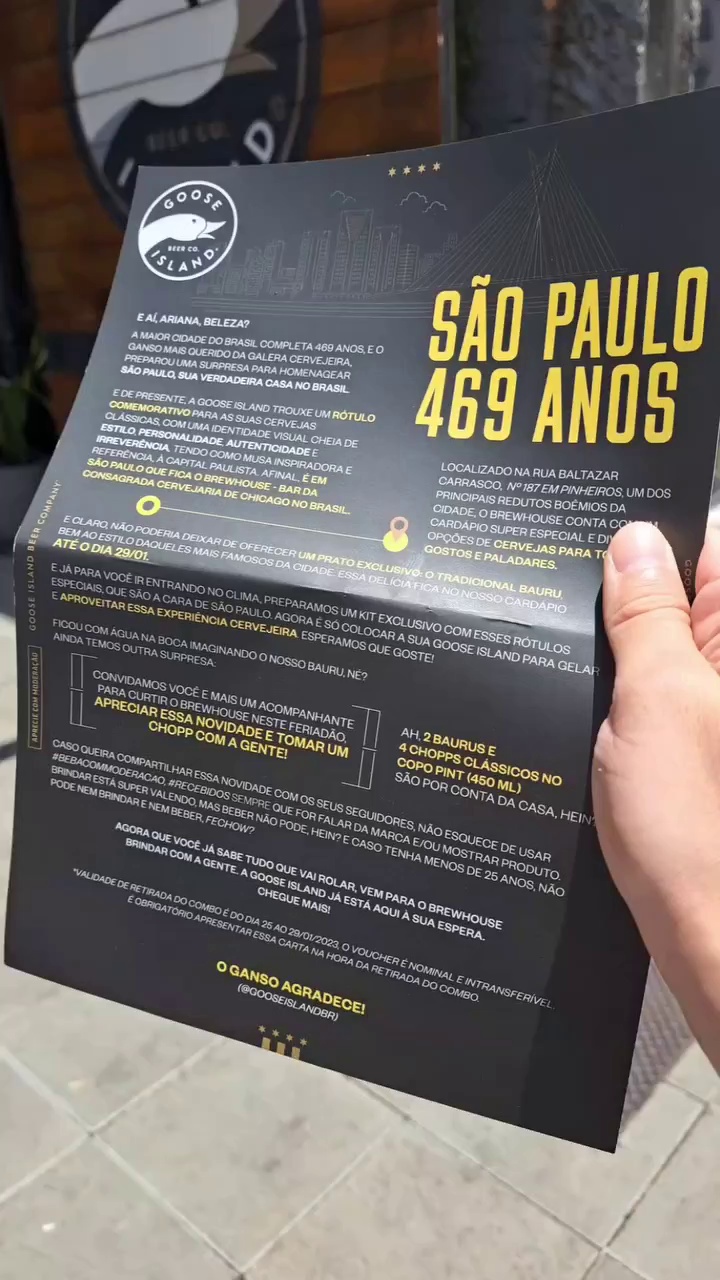 BEER CO.
GOOSE
BEER CO.
ISLAND
SÃO PAULO
469 ANOS
E AÍ, ARIANA, BELEZA?
A MAIOR CIDADE DO BRASIL COMPLETA 469 ANOS, E O
GANSO MAIS QUERIDO DA GALERA CERVEJEIRA,
PREPAROU UMA SURPRESA PARA HOMENAGEAR
SÃO PAULO, SUA VERDADEIRA CASA NO BRASIL.
E DE PRESENTE, A GOOSE ISLAND TROUXE UM RÓTULO
COMEMORATIVO PARA AS SUAS CERVEJAS
CLÁSSICAS, COM UMA IDENTIDADE VISUAL CHEIA DE
ESTILO, PERSONALIDADE, AUTENTICIDADE E
IRREVERÊNCIA, TENDO COMO MUSA INSPIRADORA E
REFERÊNCIA, À CAPITAL PAULISTA. AFINAL, É EM
SÃO PAULO QUE FICA O BREWHOUSE - BAR DA
CONSAGRADA CERVEJARIA DE CHICAGO NO BRASIL.
LOCALIZADO NA RUA BALTAZAR
CARRASCO, Nº 187 EM PINHEIROS, UM DOS
PRINCIPAIS REDUTOS BOÊMIOS DA
CIDADE, O BREWHOUSE CONTA COM
CARDÁPIO SUPER ESPECIAL E
OPÇÕES DE CERVEJAS PARA
GOSTOS E PALADARES.
E CLARO, NÃO PODERIA DEIXAR DE OFERECER UM PRATO EXCLUSIVO: O TRADICIONAL BAURU,
BEM AO ESTILO DAQUELES MAIS FAMOSOS DA CIDADE. ESSA DELÍCIA FICA NO NOSSO CARDÁPIO
ATÉ O DIA 29/01.
E JÁ PARA VOCÊ IR ENTRANDO NO CLIMA, PREPARAMOS UM KIT EXCLUSIVO COM ESSES RÓTULOS
ESPECIAIS, QUE SÃO A CARA DE SÃO PAULO. AGORA É SÓ COLOCAR A SUA GOOSE ISLAND PARA GELAR
E APROVEITAR ESSA EXPERIÊNCIA CERVEJEIRA. ESPERAMOS QUE GOSTE!
FICOU COM ÁGUA NA BOCA IMAGINANDO O NOSSO BAURU, NÉ?
AINDA TEMOS OUTRA SURPRESA:
CONVIDAMOS VOCÊ E MAIS UM ACOMPANHANTE
PARA CURTIR O BREWHOUSE NESTE FERIADÃO,
APRECIAR ESSA NOVIDADE E TOMAR UM
CHOPP COM A GENTE!
AH, 2 BAURUS E
4 CHOPPS CLÁSSICOS NO
COPO PINT (450 ML)
SÃO POR CONTA DA CASA, HEIN?
CASO QUEIRA COMPARTILHAR ESSA NOVIDADE COM OS SEUS SEGUIDORES, NÃO ESQUECE DE USAR
#BEBACOMMODERACAO, #RECEBIDOS SEMPRE QUE FOR FALAR DA MARCA E/OU MOSTRAR PRODUTO.
BRINDAR ESTÁ SUPER VALENDO, MAS BEBER NÃO PODE, HEIN? E CASO TENHA MENOS DE 25 ANOS, NÃO
PODE NEM BRINDAR E NEM BEBER, FECHOW?
AGORA QUE VOCÊ JÁ SABE TUDO QUE VAI ROLAR, VEM PARA O BREWHOUSE
BRINDAR COM A GENTE. A GOOSE ISLAND JÁ ESTÁ AQUI À SUA ESPERA.
CHEGUE MAIS!
*VALIDADE DE RETIRADA DO COMBO É DO DIA 25 AO 29/01/2023. O VOUCHER É NOMINAL E INTRANSFERÍVEL.
É OBRIGATÓRIO APRESENTAR ESSA CARTA NA HORA DA RETIRADA DO COMBO.
O GANSO AGRADECE!
(@GOOSEISLANDBR)
GOOSE ISLAND BEER COMPANY
APRECIE COM MODERAÇÃO